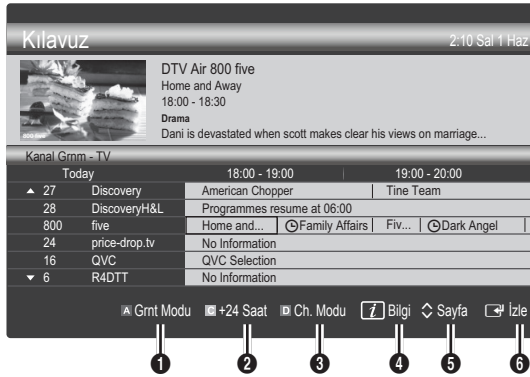 Kılavuz 2:10 Sal 1 Haz
DTV Air 800 five
Home and Away
18:00 - 18:30
Drama
Dani is devastated when scott makes clear his views on marriage...
800 five
Kanal Grnm - TV
Today 18:00 - 19:00 19:00 - 20:00
▲ 27 Discovery American Chopper Tine Team
28 DiscoveryH&L Programmes resume at 06:00
800 five Home and... Family Affairs Fiv... Dark Angel
24 price-drop.tv No Information
16 QVC QVC Selection
▼ 6 R4DTT No Information
A Grnt Modu C +24 Saat D Ch. Modu i Bilgi Sayfa İzle
1 2 3 4 5 6